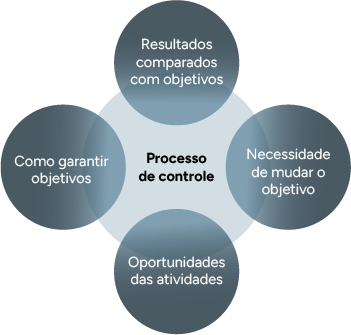 Resultados
comparados
com objetivos
Como garantir
objetivos
Processo
de controle
Necessidade
de mudar o
objetivo
Oportunidades
das atividades